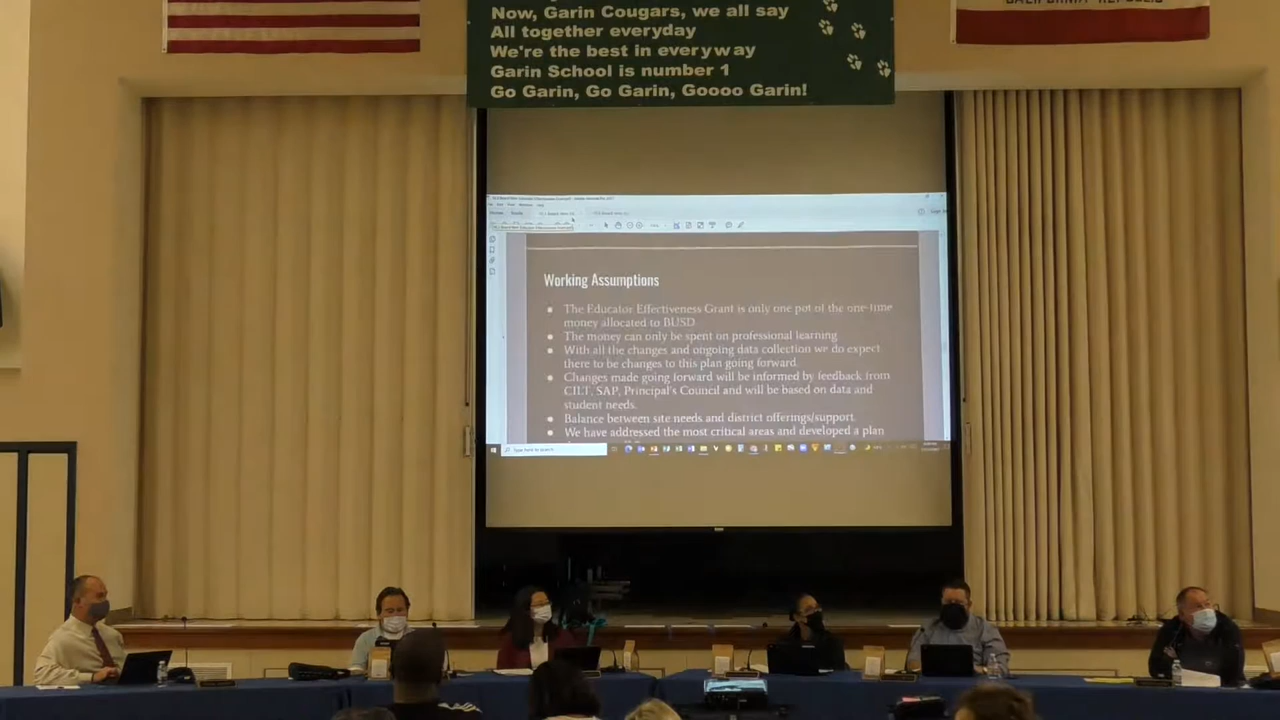 Now, Garin Cougars, we all say
All together everyday
We're the best in everyway
Garin School is number 1
Go Garin, Go Garin, Goooo Garin!
CALIFORNIA REPUBLIC
Working Assumptions
The Educator Effectiveness Grant is only one pot of the one-time
money allocated to BUSD
The money can only be spent on professional learning
With all the changes and ongoing data collection we do expect
there to be changes to this plan going forward.
Changes made going forward will be informed by feedback from
CILT, SAP, Principal's Council and will be based on data and
student needs.
Balance between site needs and district offerings/support.
We have addressed the most critical areas and developed a plan
Type here to search